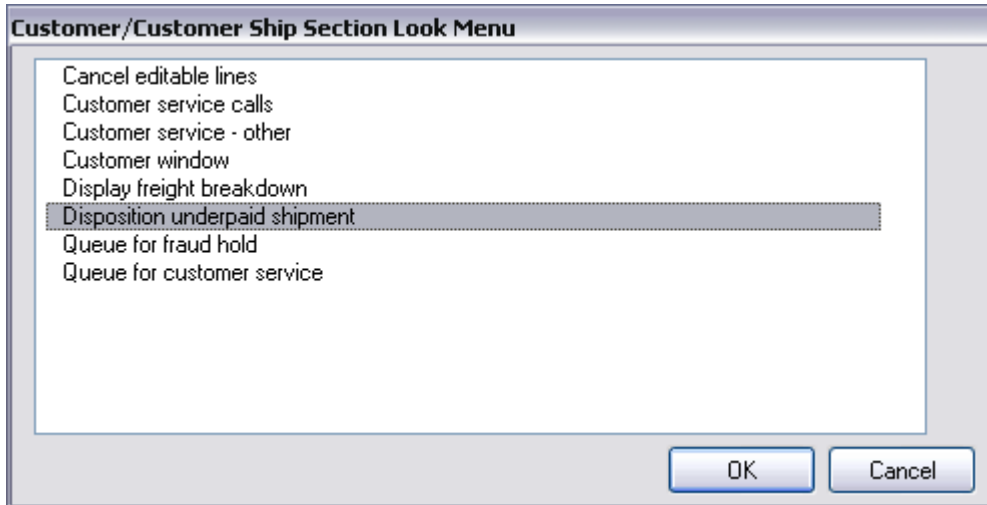 Customer/Customer Ship Section Look Menu
Cancel editable lines
Customer service calls
Customer service - other
Customer window
Display freight breakdown
Disposition underpaid shipment
Queue for fraud hold
Queue for customer service
OK
Cancel